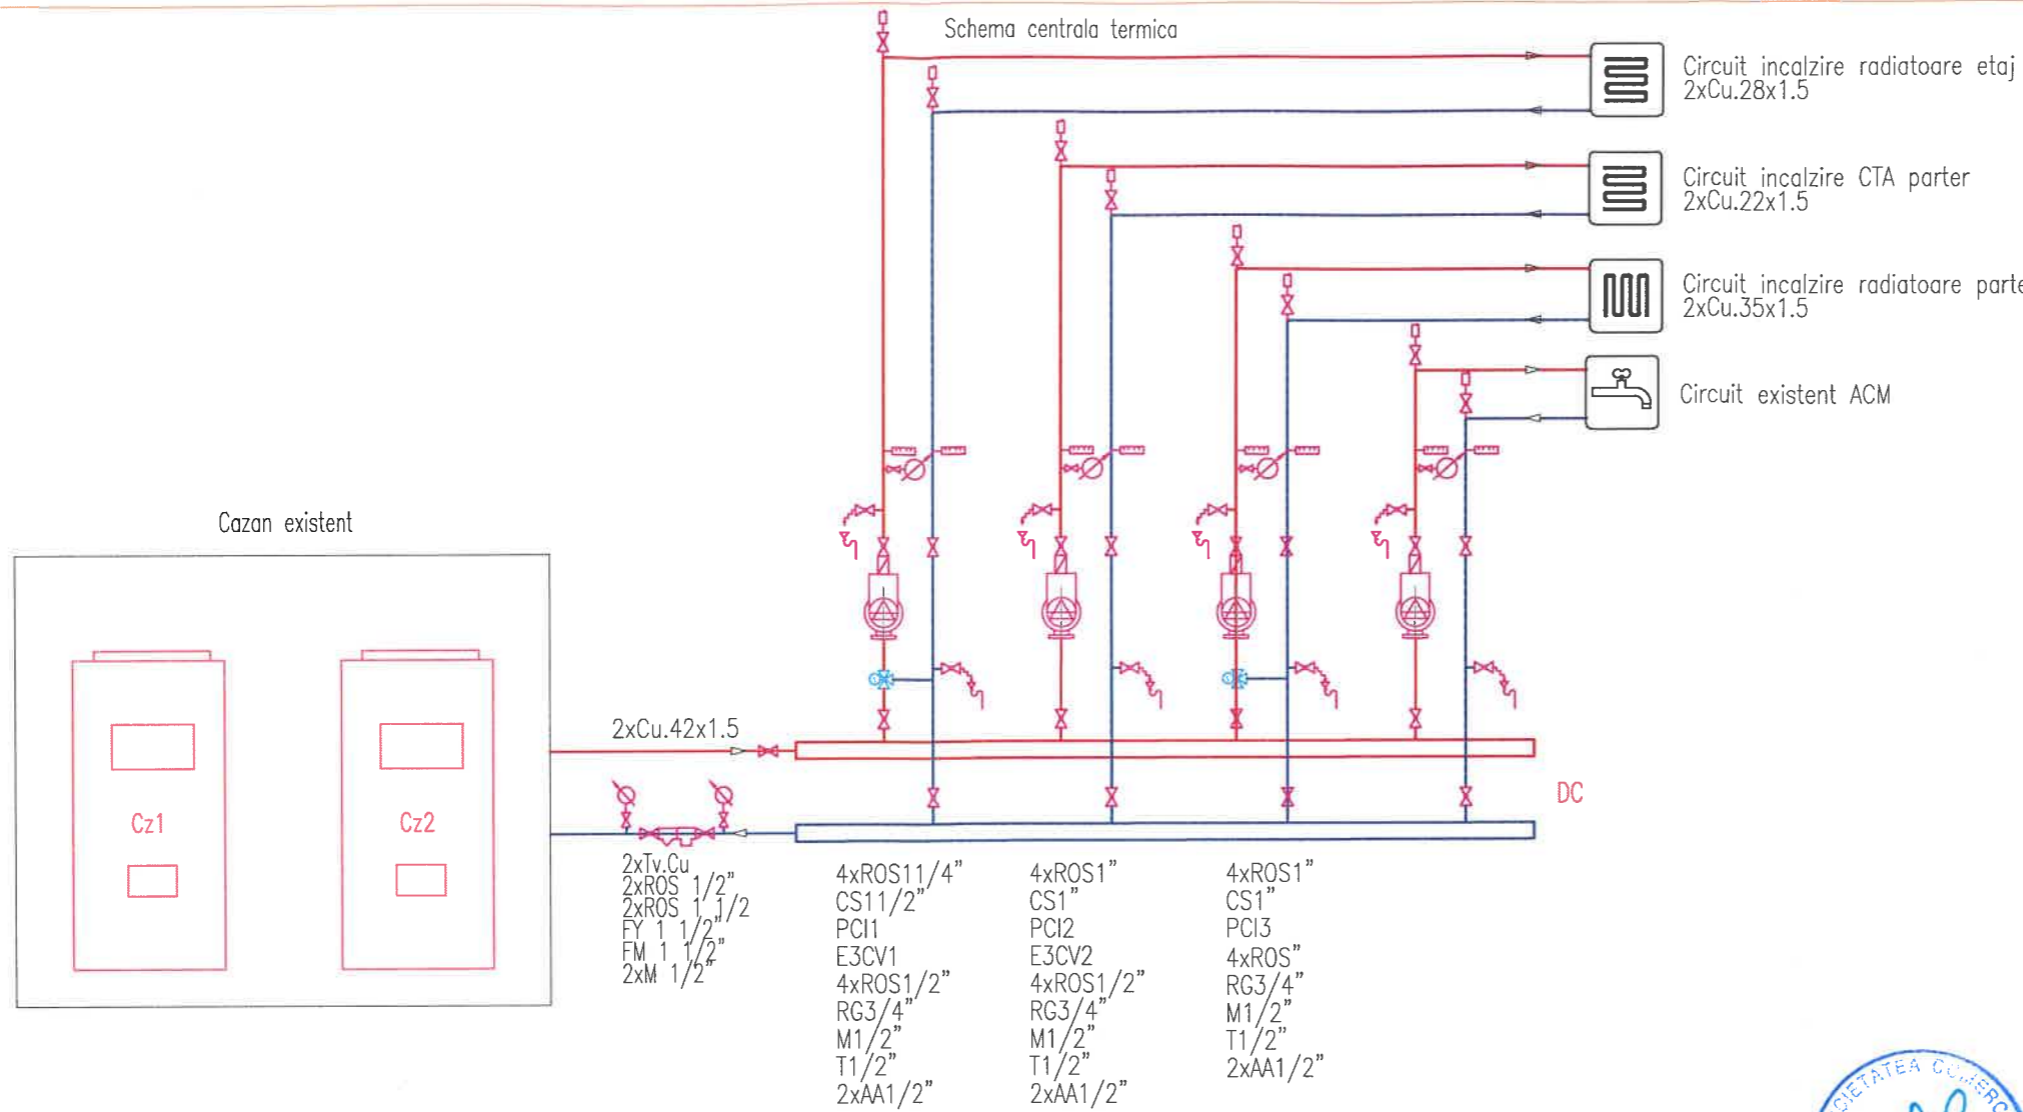 Schema centrala termica
Circuit incalzire radiatoare etaj
2xCu.28x1.5
Circuit incalzire CTA parter
2xCu.22x1.5
Circuit incalzire radiatoare parte
2xCu.35x1.5
Circuit existent ACM
Cazan existent
Cz1
Cz2
2xCu.42x1.5
DC
2xTv.Cu
2xROS 1/2"
2xROS 1 1/2
FY 1 1/2"
FM 1 1/2"
2xM 1/2"
4xROS11/4"
CS11/2"
PCI1
E3CV1
4xROS1/2"
RG3/4"
M1/2"
T1/2"
2xAA1/2"
4xROS1"
CS1"
PCI2
E3CV2
4xROS1/2"
RG3/4"
M1/2"
T1/2"
2xAA1/2"
4xROS1"
CS1"
PCI3
4xROS"
RG3/4"
M1/2"
T1/2"
2xAA1/2"